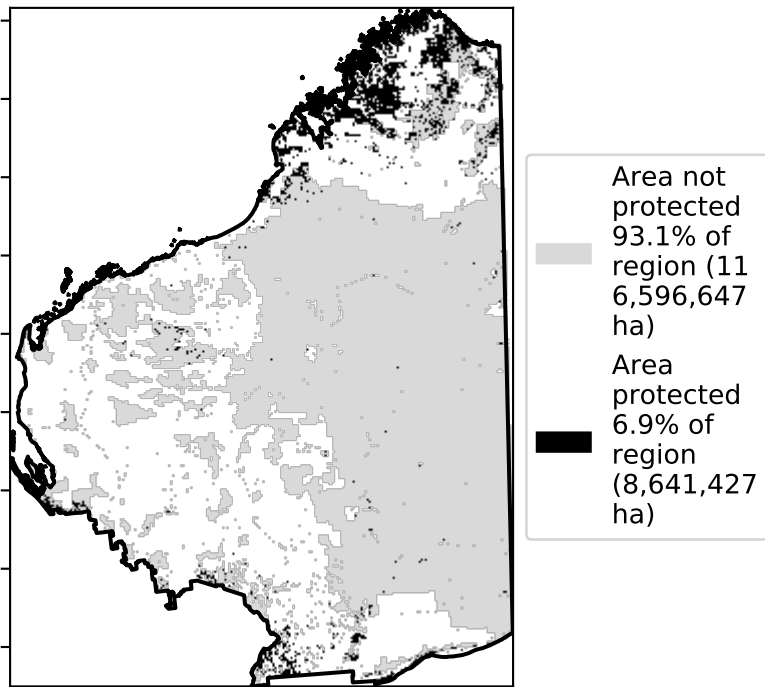 Area not
protected
93.1% of
region (11
6,596,647
ha)
Area
protected
6.9% of
region
(8,641,427
ha)